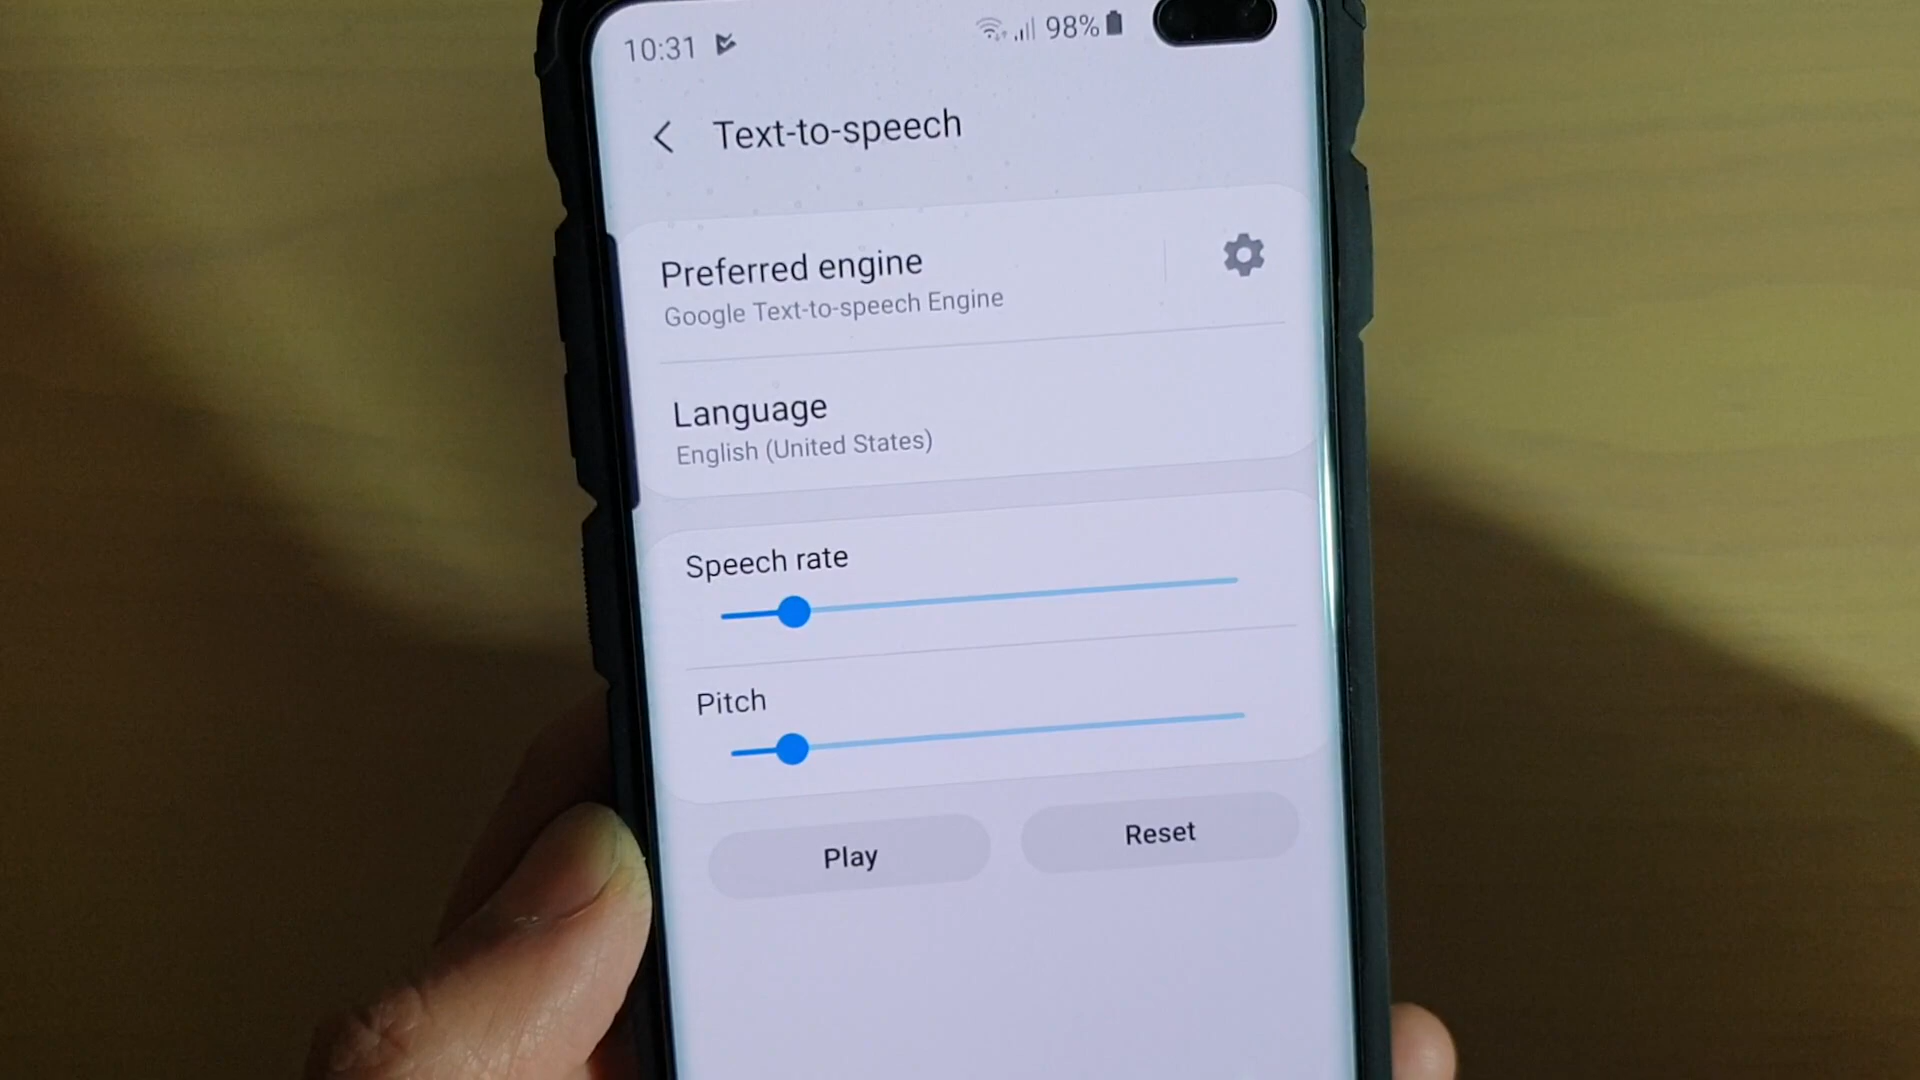 10:31 98%
Text-to-speech
Preferred engine
Google Text-to-speech Engine
Language
English (United States)
Speech rate
Pitch
Play
Reset